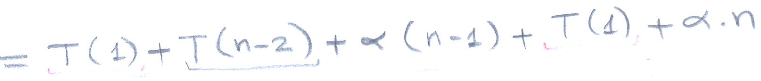 = T(1) + T(n-2) + α (n-1) + T(1) + α.n